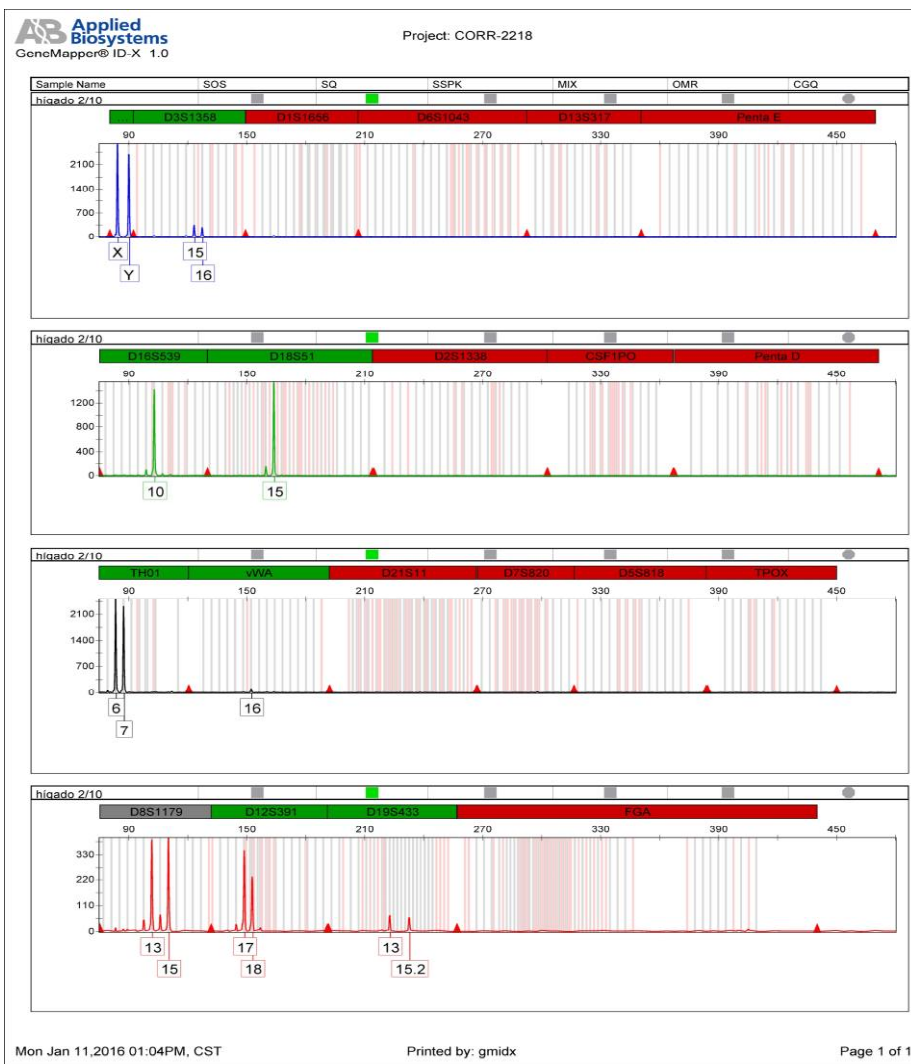 AB Applied
Biosystems
GeneMapper® ID-X 1.0
Project: CORR-2218
Sample Name SOS SQ SSPK MIX OMR CGQ
hígado 2/10
... D3S1358 D1S1656 D6S1043 D13S317 Penta E
90 150 210 270 330 390 450
2100
1400
700
0
X 15
Y 16
hígado 2/10
D16S539 D18S51 D2S1338 CSF1PO Penta D
90 150 210 270 330 390 450
1200
800
400
0
10 15
hígado 2/10
TH01 vWA D21S11 D7S820 D5S818 TPOX
90 150 210 270 330 390 450
2100
1400
700
0
6 16
7
hígado 2/10
D8S1179 D12S391 D19S433 FGA
90 150 210 270 330 390 450
330
220
110
0
13 17 13
15 18 15.2
Mon Jan 11,2016 01:04PM, CST Printed by: gmidx Page 1 of 1